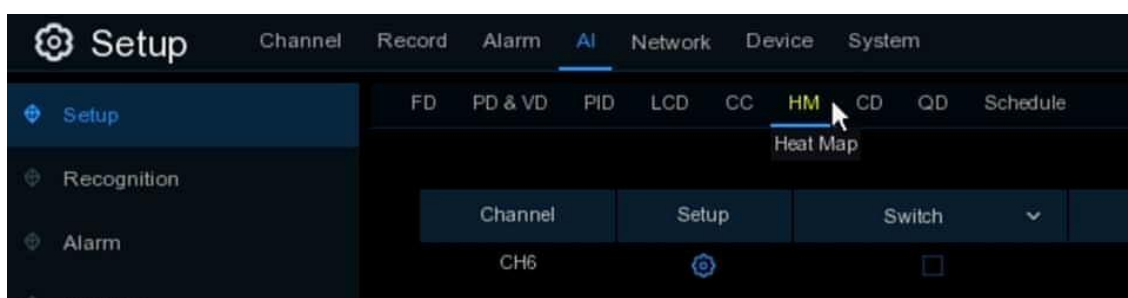 Setup Channel Record Alarm AI Network Device System
Setup FD PD & VD PID LCD CC HM CD QD Schedule
Heat Map
Recognition
Channel Setup Switch
Alarm
CH6